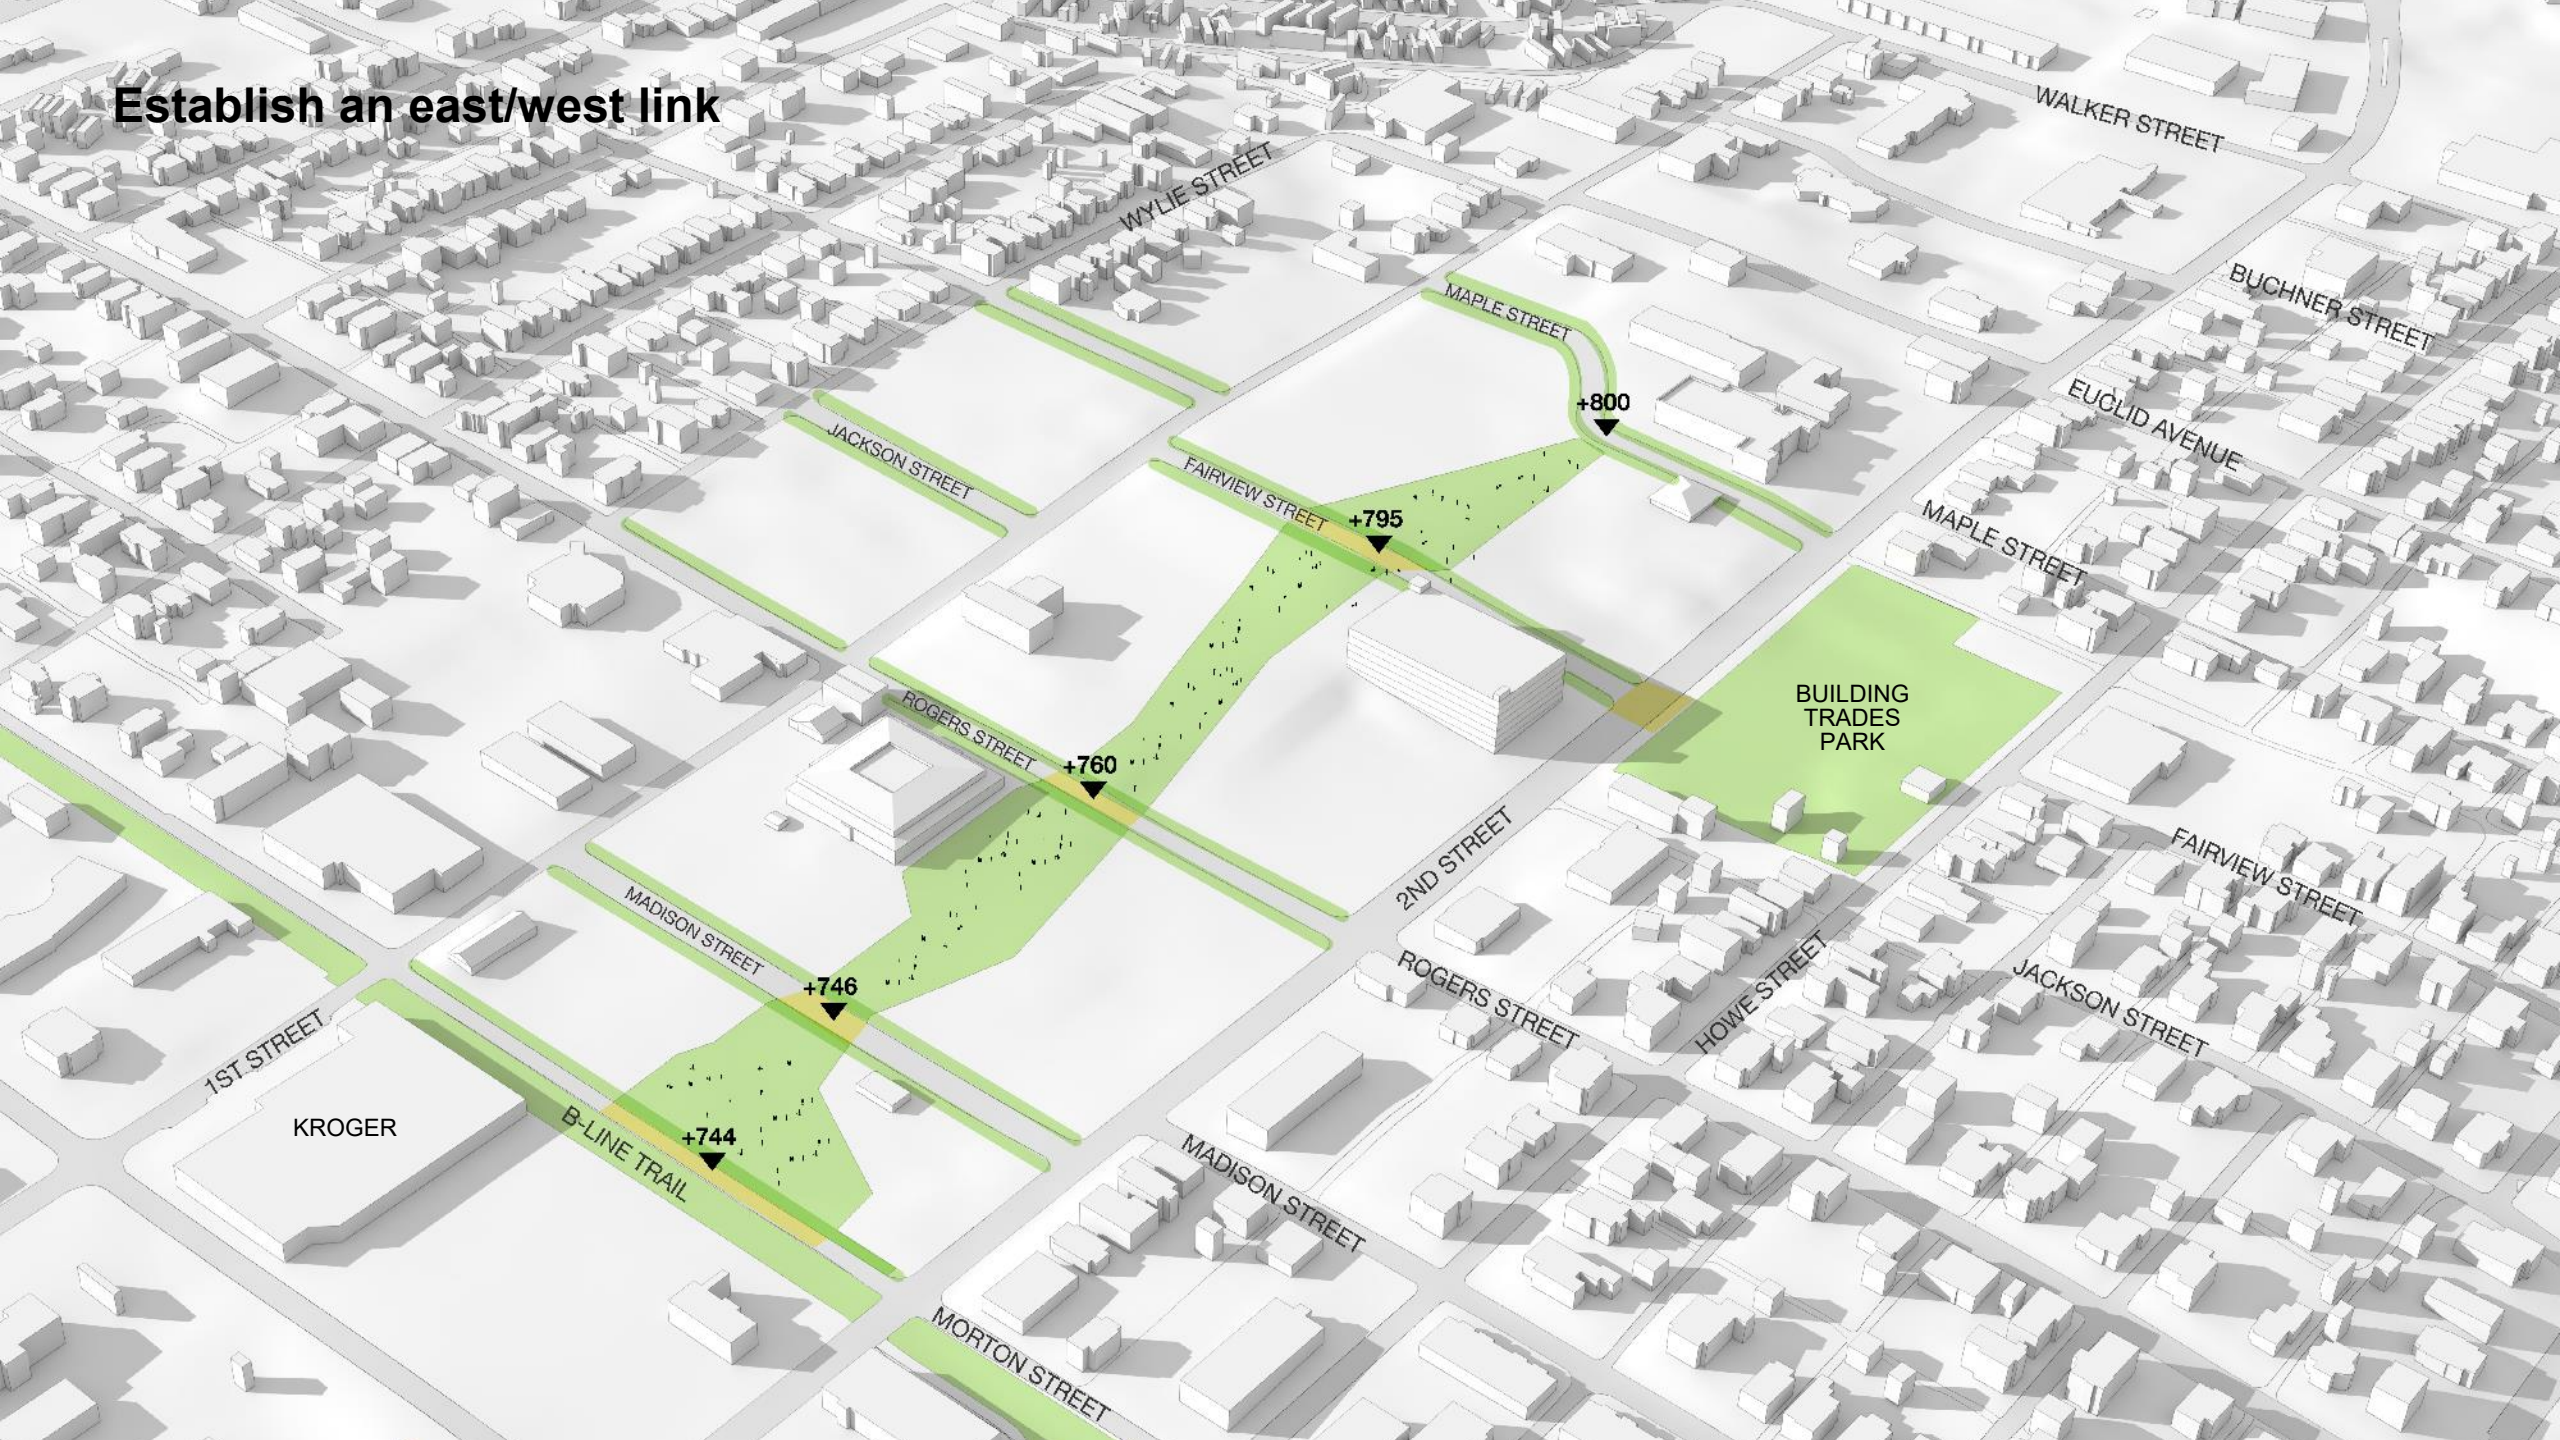 Establish an east/west link
WALKER STREET
WYLIE STREET
BUCHNER STREET
MAPLE STREET
EUCLID AVENUE
+800
JACKSON STREET
FAIRVIEW STREET
+795
MAPLE STREET
BUILDING
TRADES
PARK
ROGERS STREET
+760
2ND STREET
FAIRVIEW STREET
MADISON STREET
+746
ROGERS STREET
HOWE STREET
JACKSON STREET
1ST STREET
KROGER
B-LINE TRAIL
+744
MADISON STREET
MORTON STREET